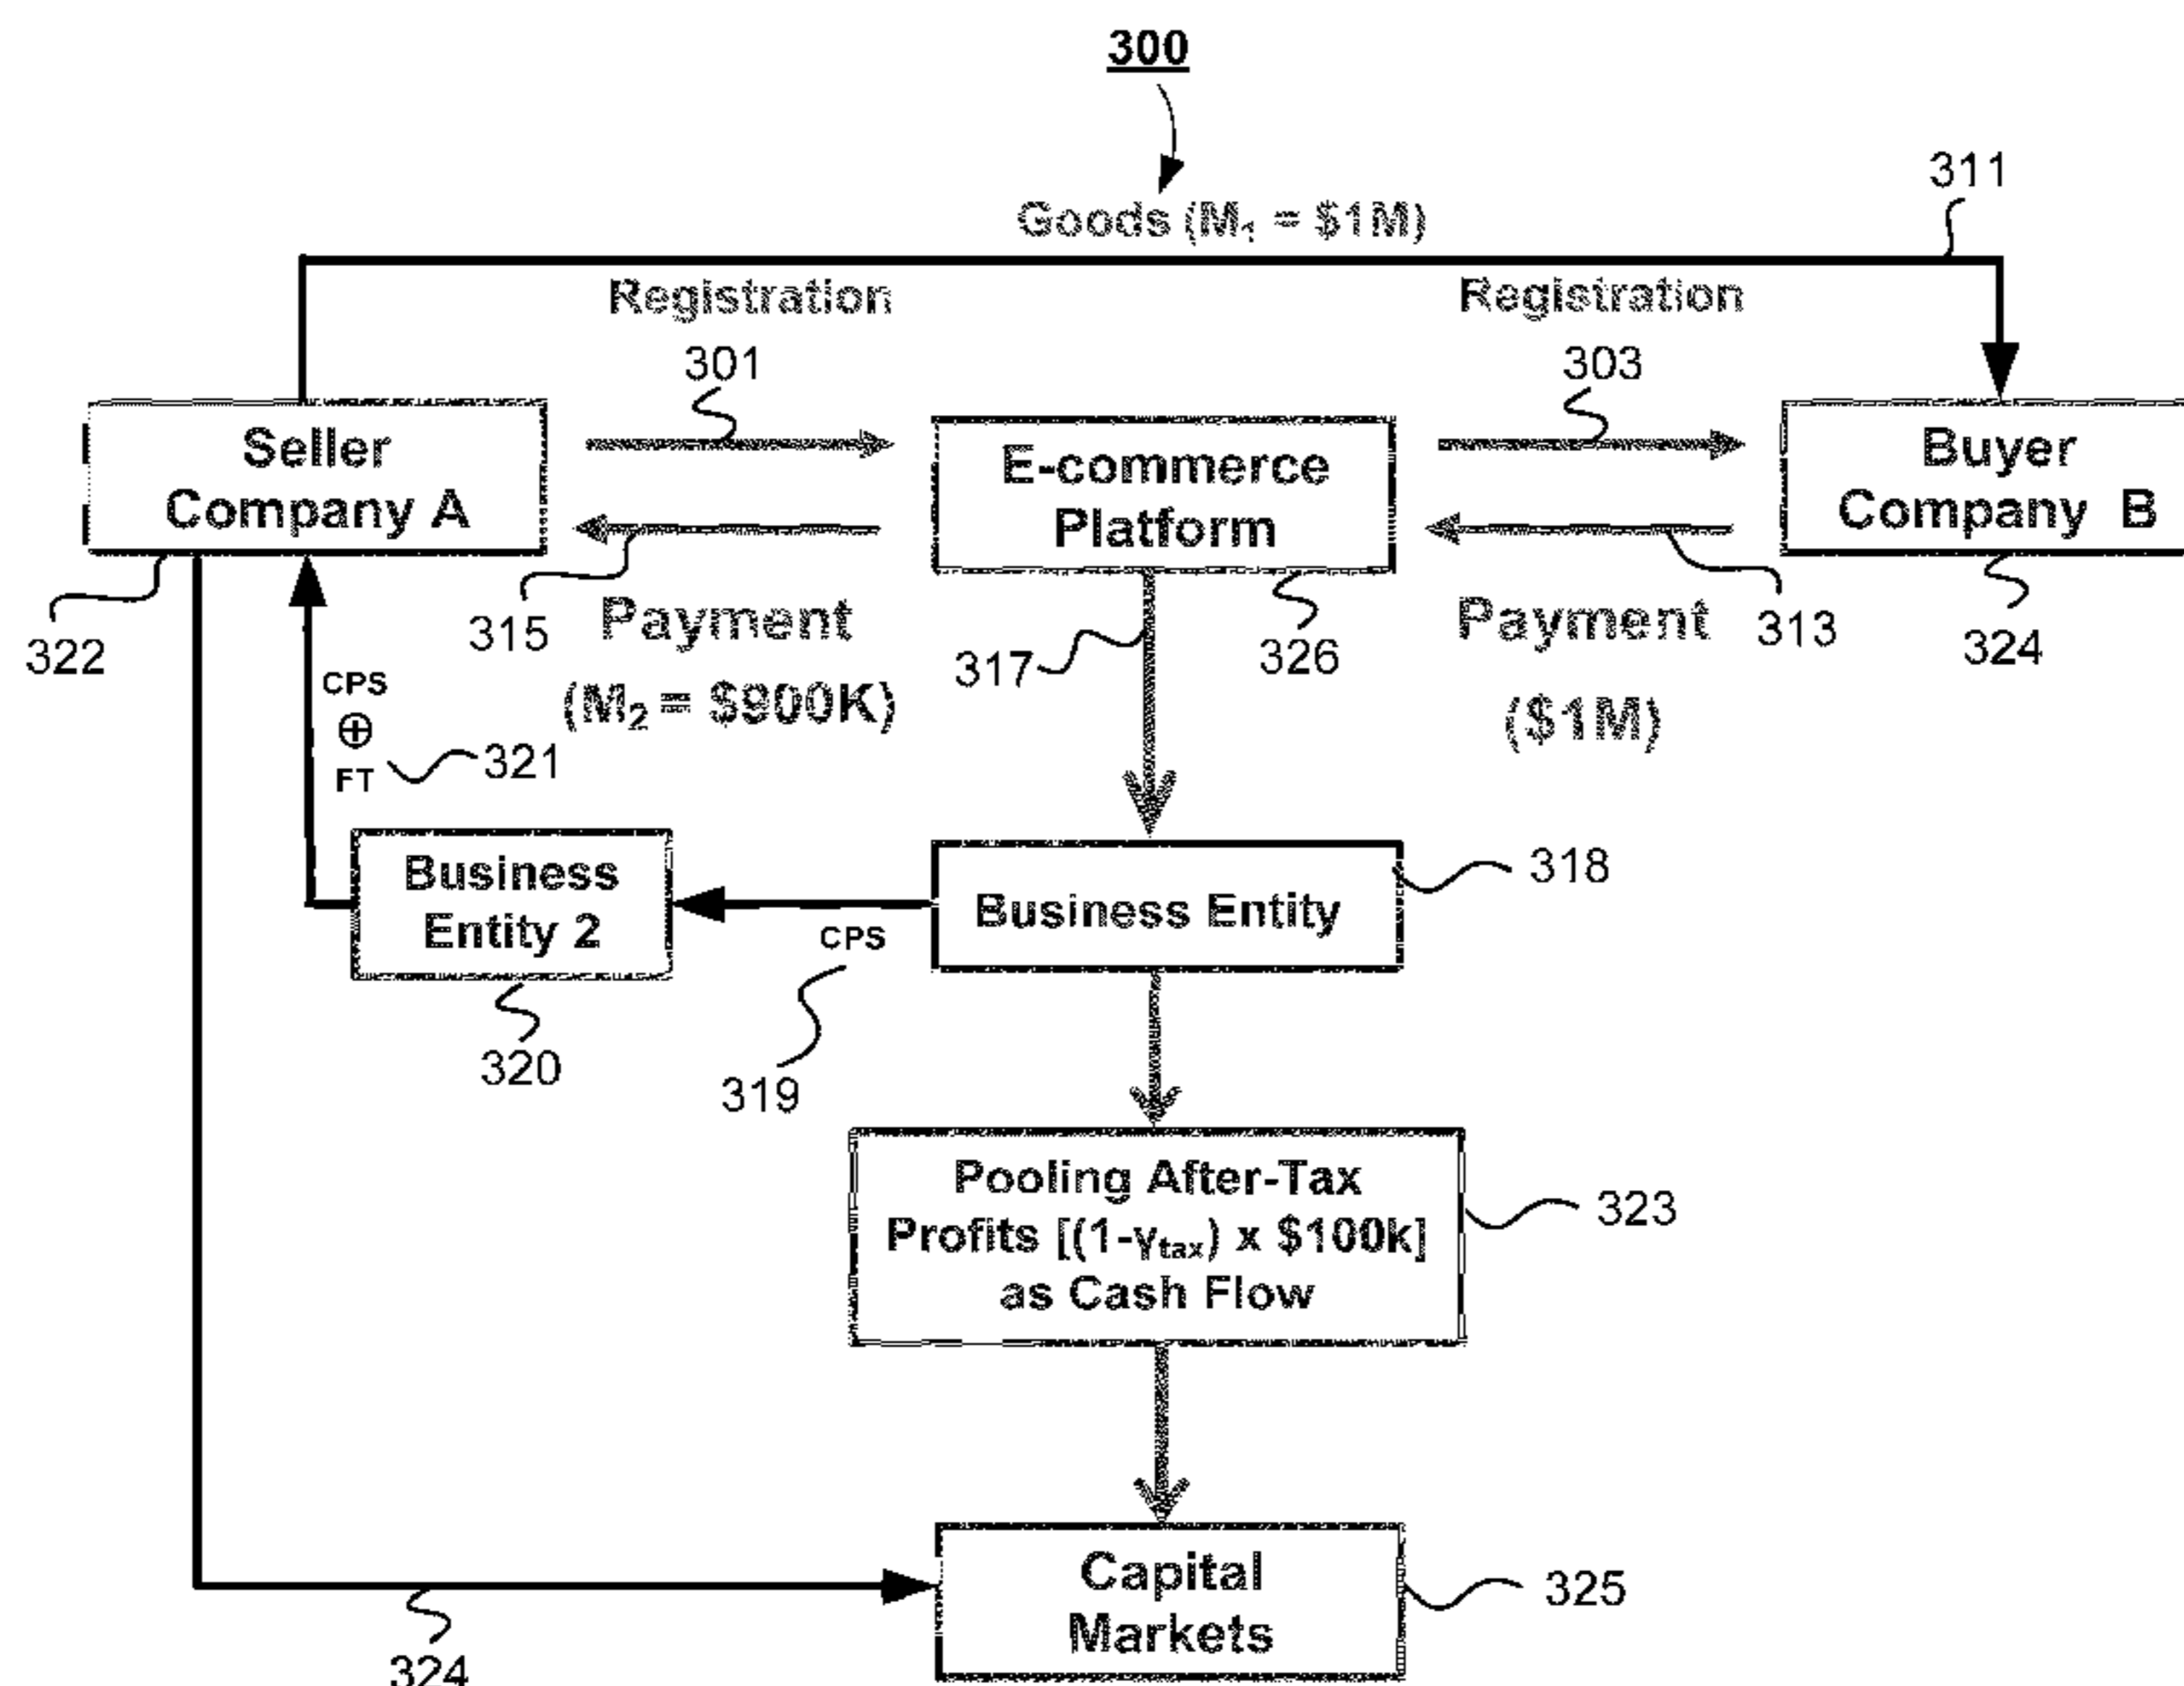 300
311
Goods (M₁ = $1M)
Registration
Registration
301
303
Seller
Company A
E-commerce
Platform
Buyer
Company B
322
315
Payment
(M₂ = $900K)
317
326
Payment
($1M)
313
324
CPS
⊕
FT
321
Business
Entity 2
320
CPS
319
Business Entity
318
Pooling After-Tax
Profits [(1-γtax) x $100k]
as Cash Flow
323
Capital
Markets
325
324